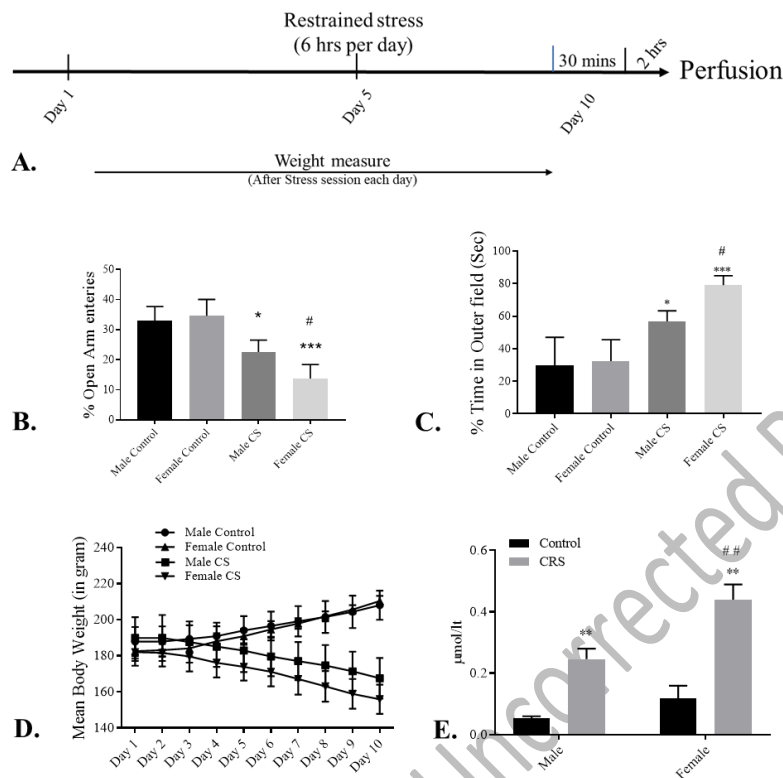 Restrained stress
(6 hrs per day)
30 mins
2 hrs
Perfusion
Day 1
Day 5
Day 10
A.
Weight measure
(After Stress session each day)
% Open Arm enteries
50
40
30
20
10
0
*
#
***
Male Control
Female Control
Male CS
Female CS
B.
% Time in Outer field (Sec)
100
80
60
40
20
0
*
#
***
Male Control
Female Control
Male CS
Female CS
C.
Male Control
Female Control
Male CS
Female CS
Mean Body Weight (in gram)
240
220
200
180
160
140
Day 1
Day 2
Day 3
Day 4
Day 5
Day 6
Day 7
Day 8
Day 9
Day 10
D.
Control
CRS
µmol/lt
0.6
0.4
0.2
0.0
**
##
**
Male
Female
E.
Uncorrected